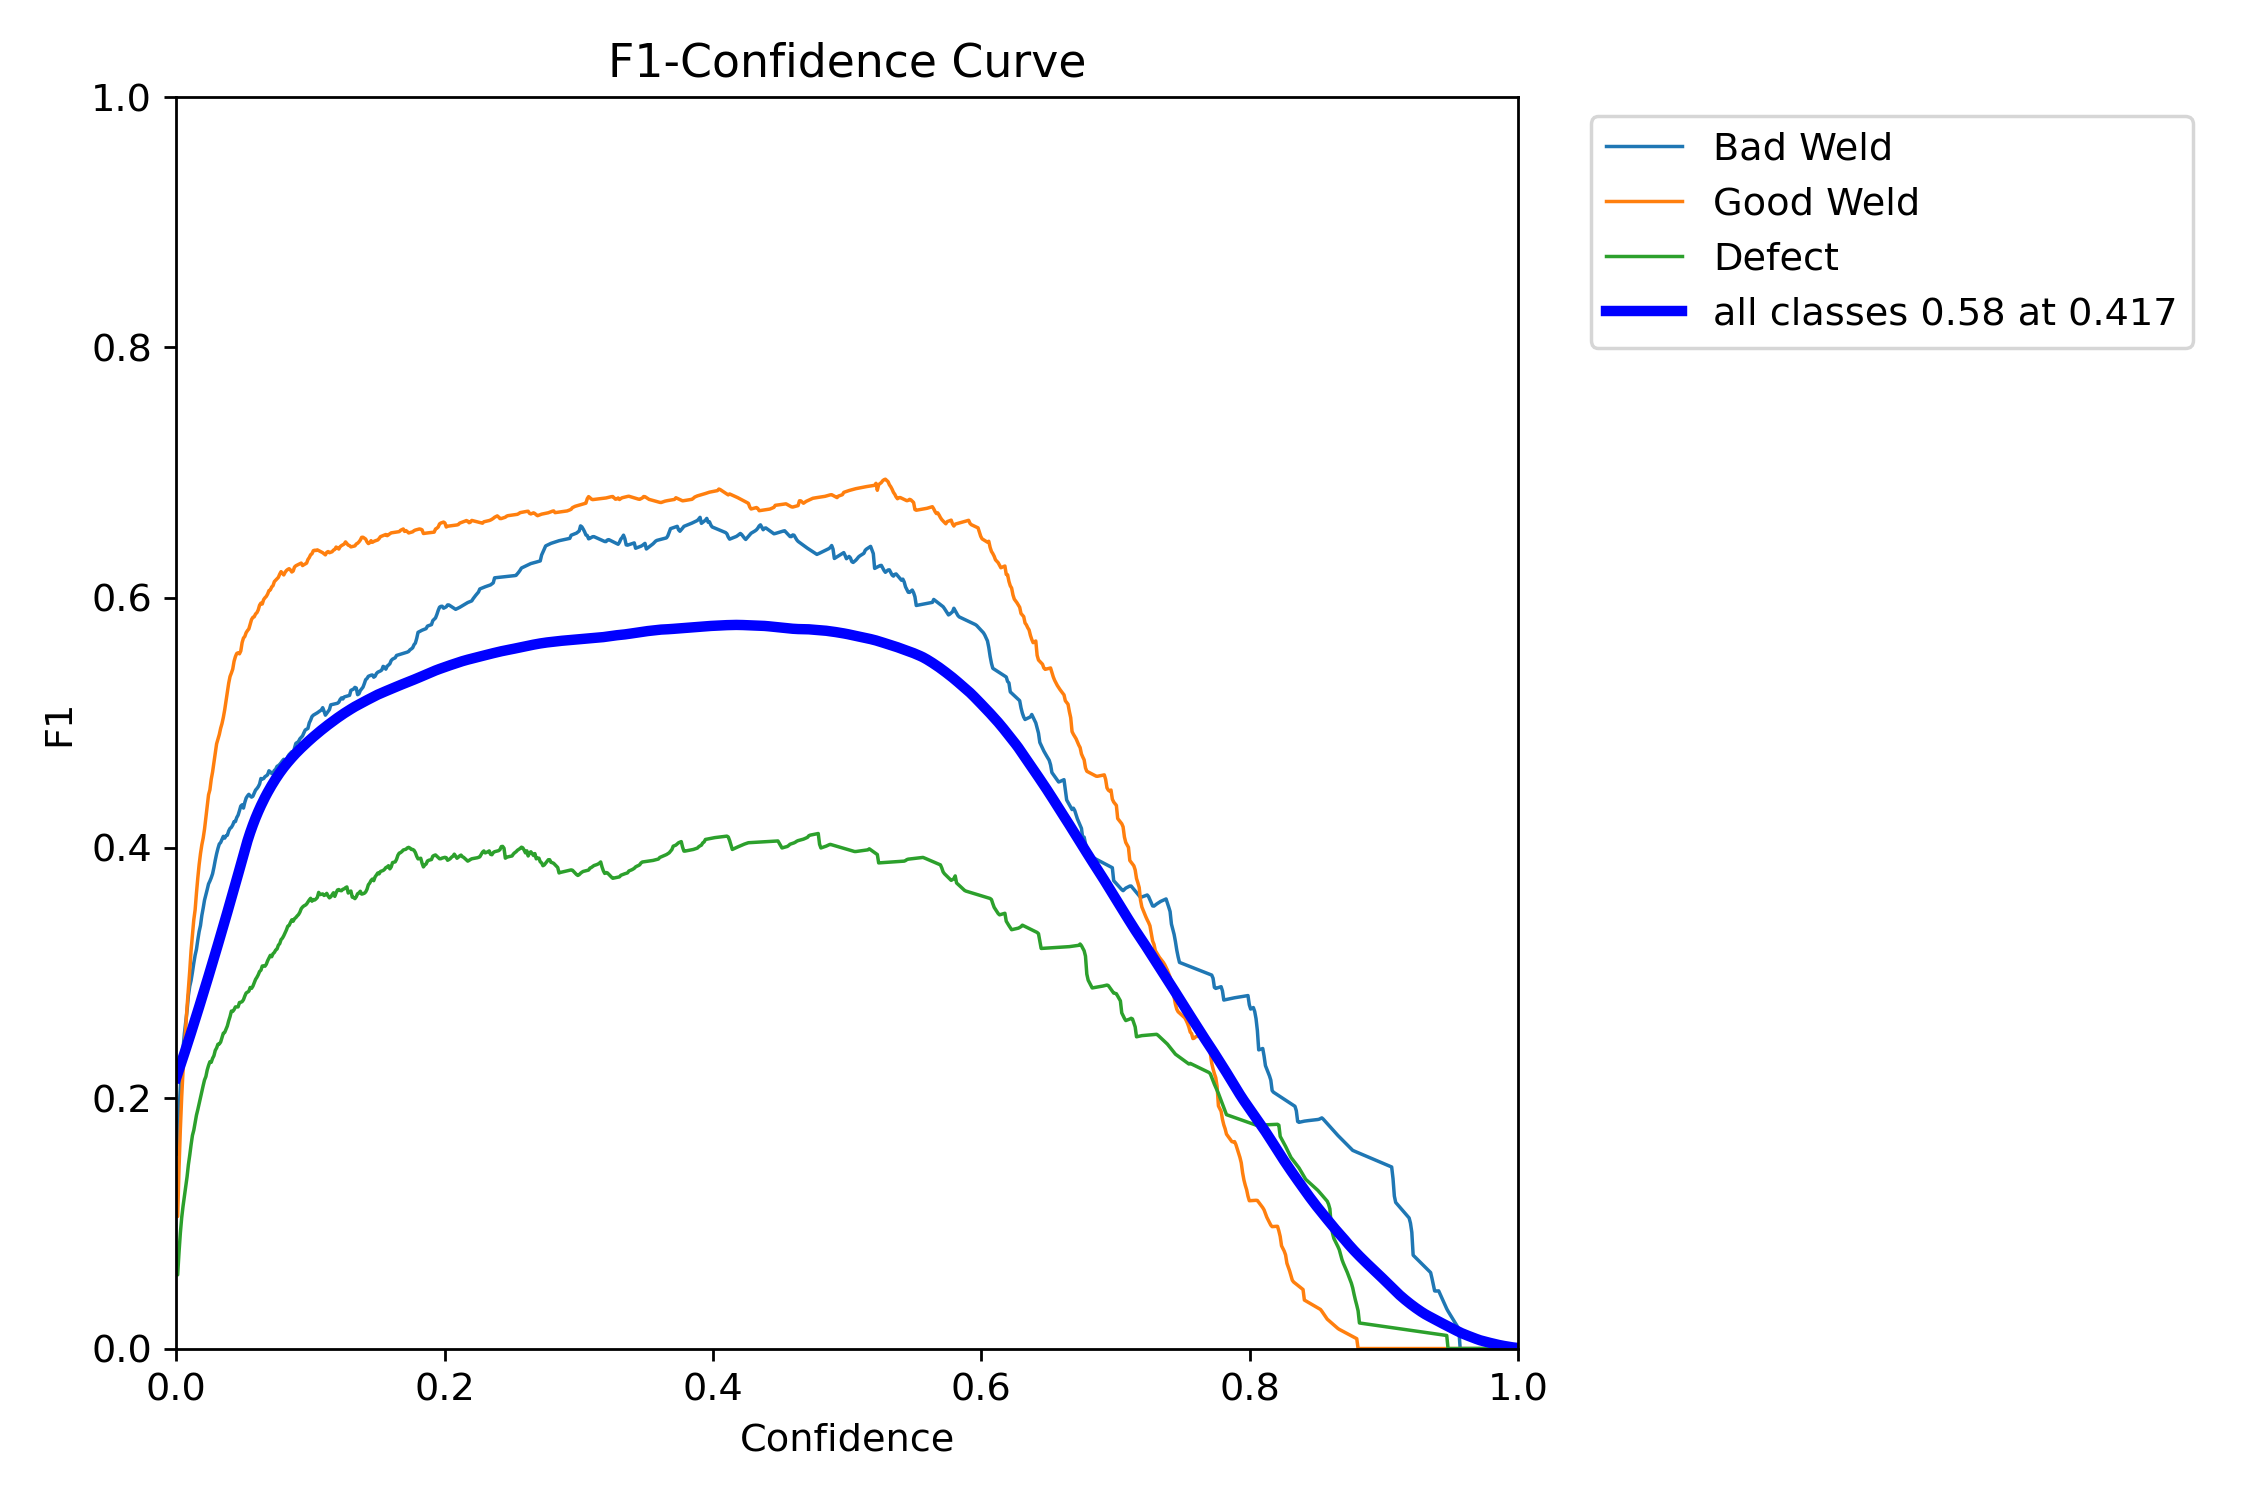 F1-Confidence Curve
1.0
0.8
0.6
0.4
0.2
0.0
F1
0.0 0.2 0.4 0.6 0.8 1.0
Confidence
Bad Weld
Good Weld
Defect
all classes 0.58 at 0.417